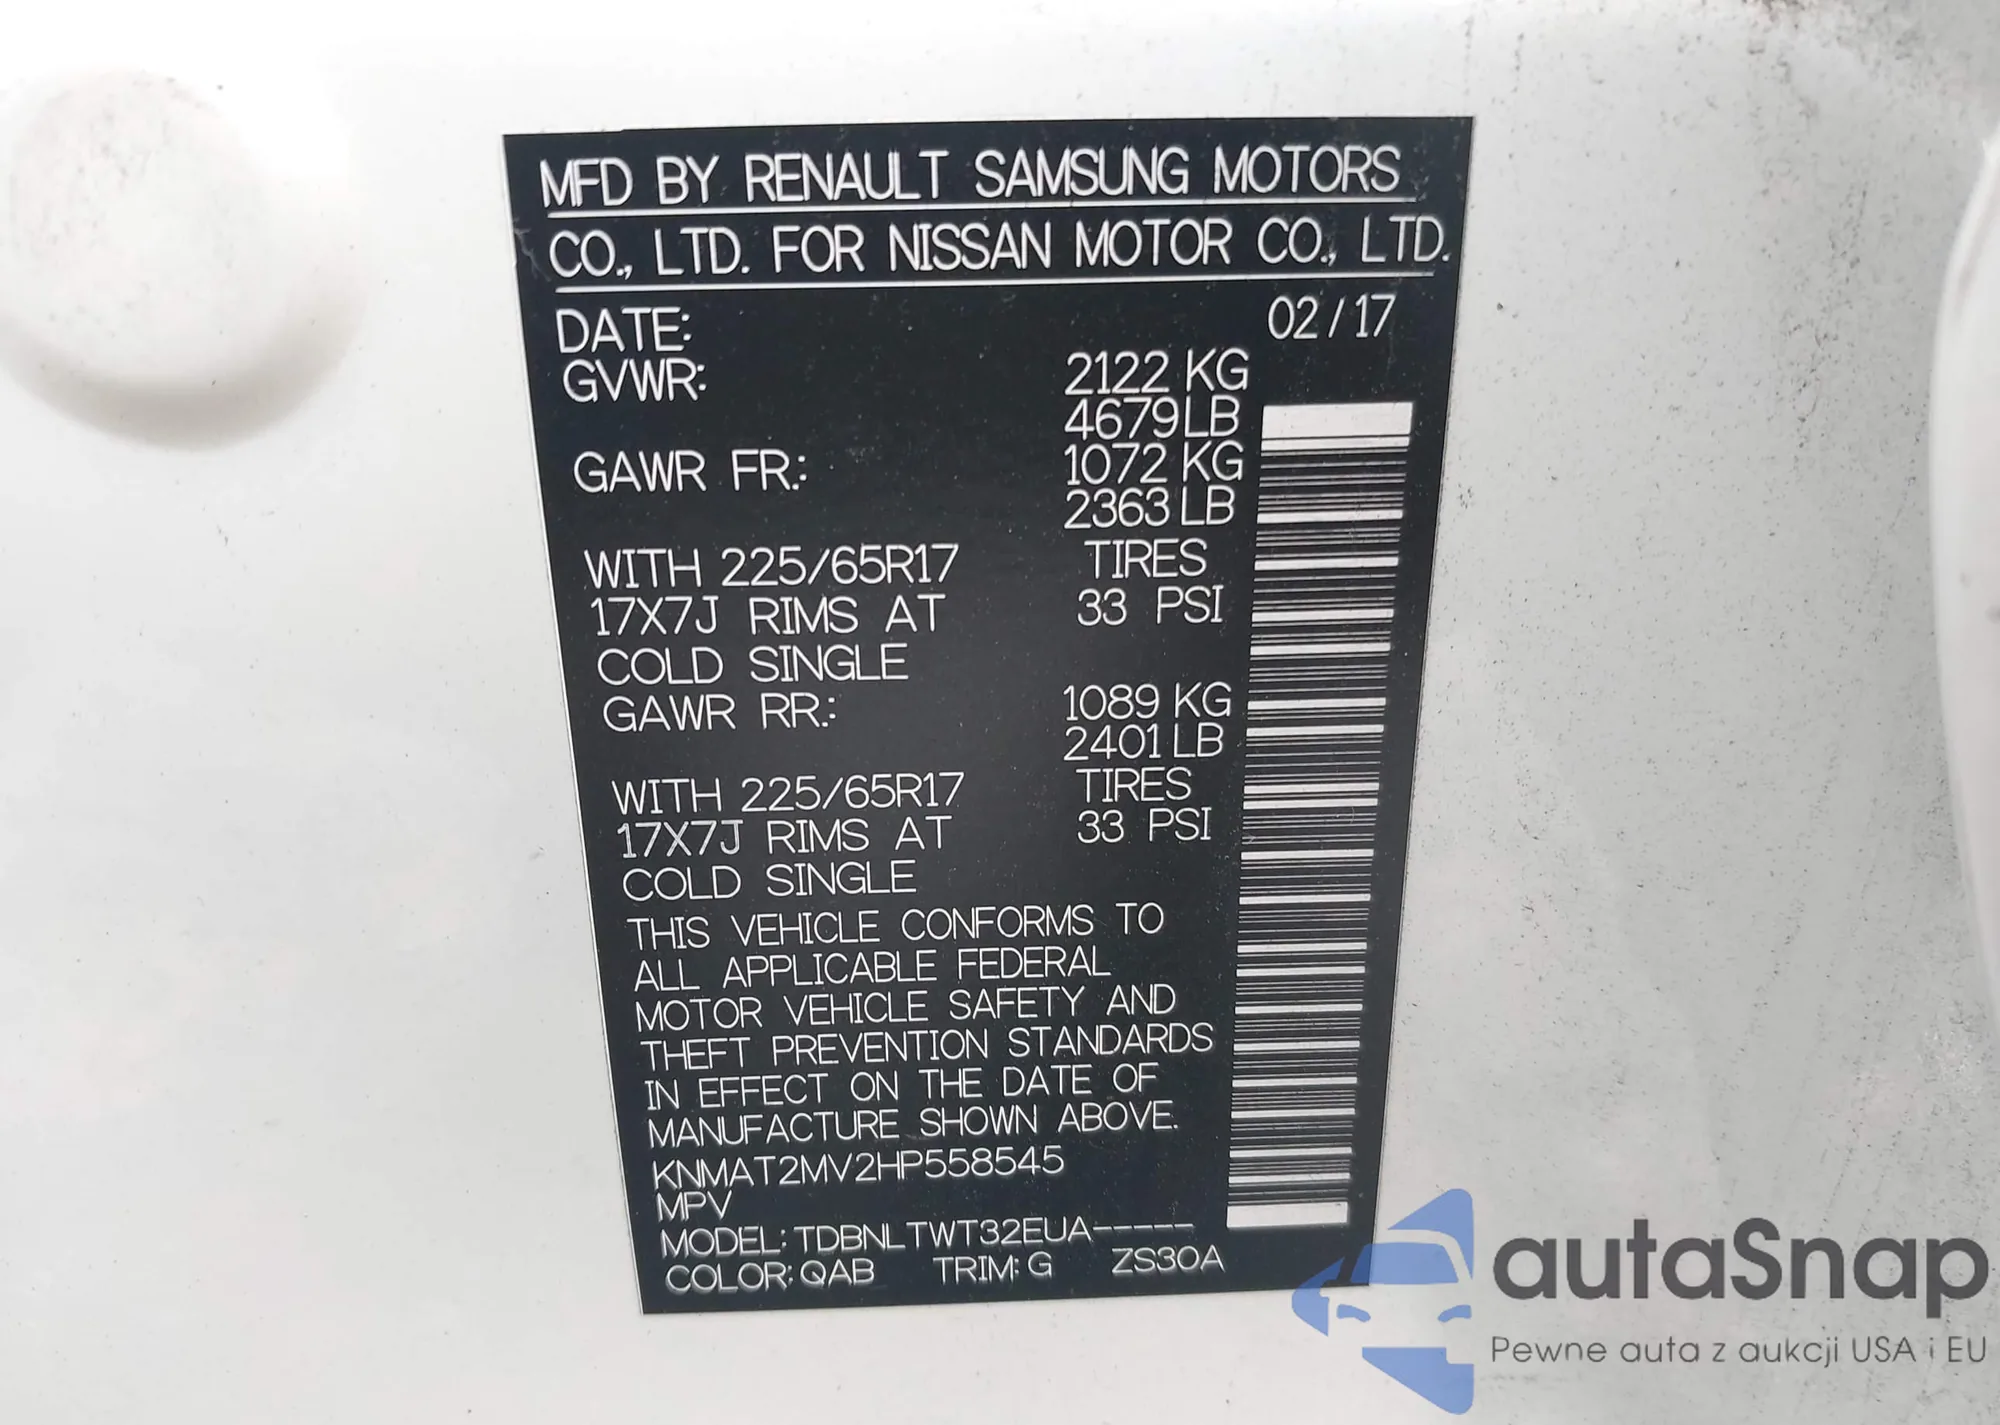 MFD BY RENAULT SAMSUNG MOTORS
CO., LTD. FOR NISSAN MOTOR CO., LTD.
DATE: 02/17
GVWR: 2122 KG
4679 LB
GAWR FR.: 1072 KG
2363 LB
WITH 225/65R17 TIRES
17X7J RIMS AT 33 PSI
COLD SINGLE
GAWR RR.: 1089 KG
2401 LB
WITH 225/65R17 TIRES
17X7J RIMS AT 33 PSI
COLD SINGLE
THIS VEHICLE CONFORMS TO
ALL APPLICABLE FEDERAL
MOTOR VEHICLE SAFETY AND
THEFT PREVENTION STANDARDS
IN EFFECT ON THE DATE OF
MANUFACTURE SHOWN ABOVE.
KNMAT2MV2HP558545
MPV
MODEL: TDBNLTWT32EUA-----
COLOR: QAB TRIM: G ZS30A
autaSnap
Pewne auta z aukcji USA i EU